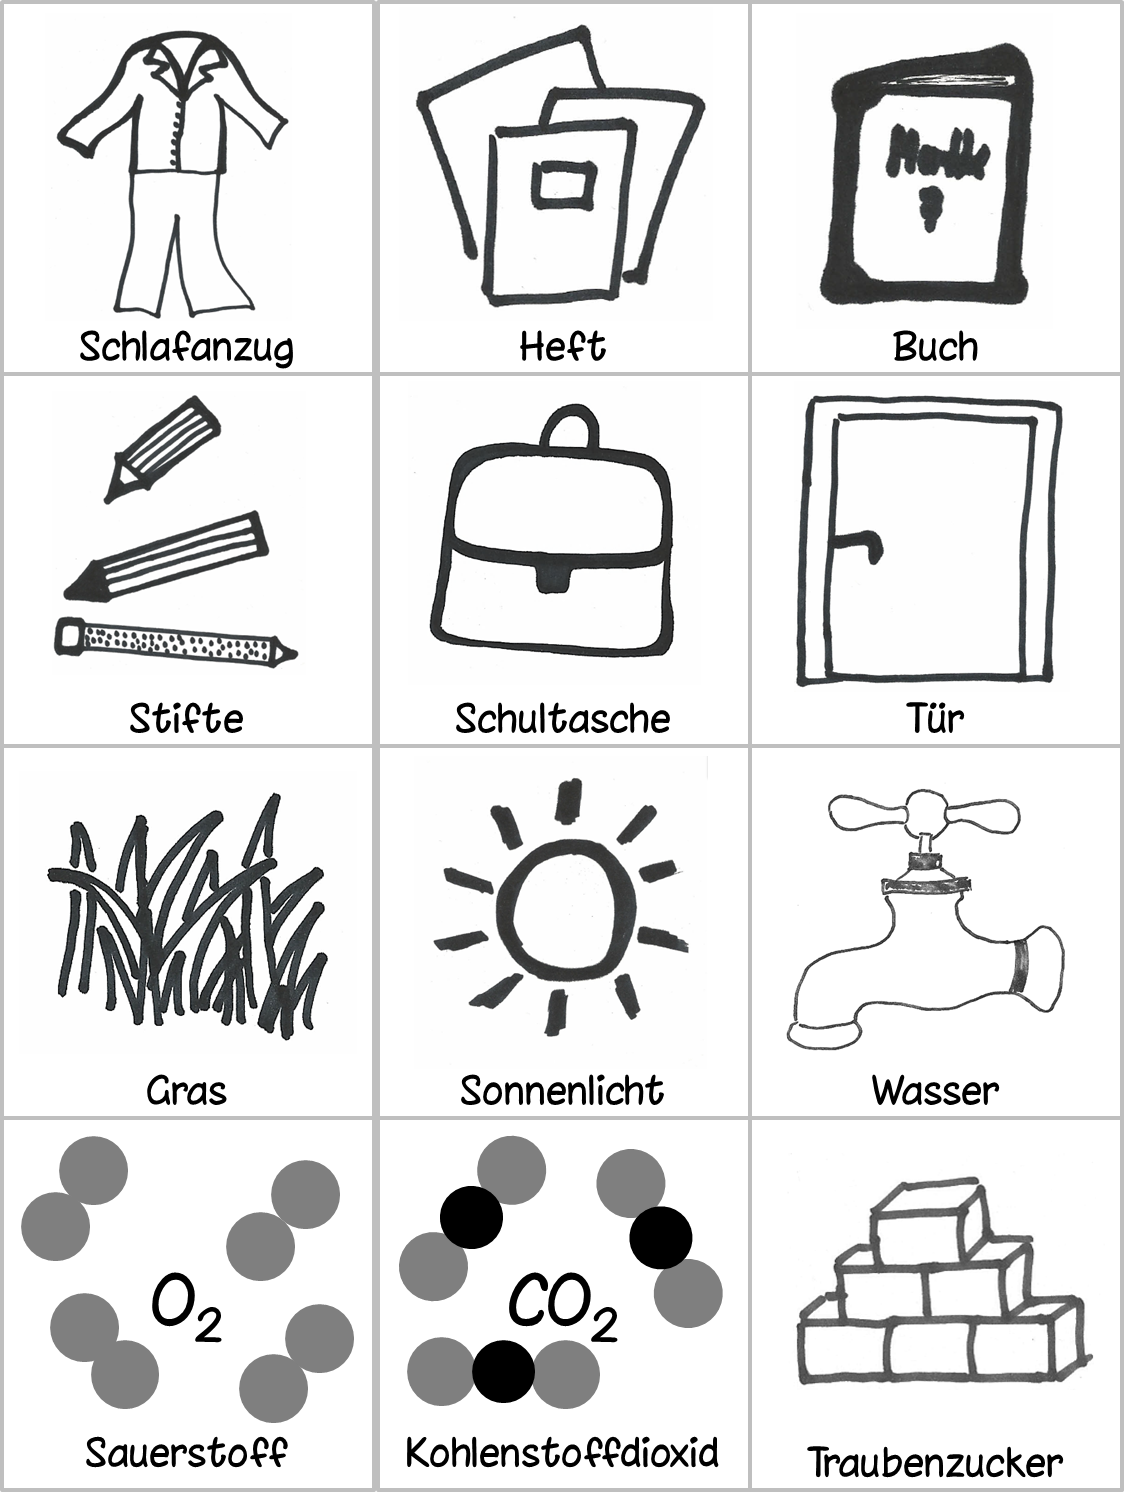 Schlafanzug
Heft
Buch
Stifte
Schultasche
Tür
Gras
Sonnenlicht
Wasser
O₂
CO₂
Sauerstoff
Kohlenstoffdioxid
Traubenzucker